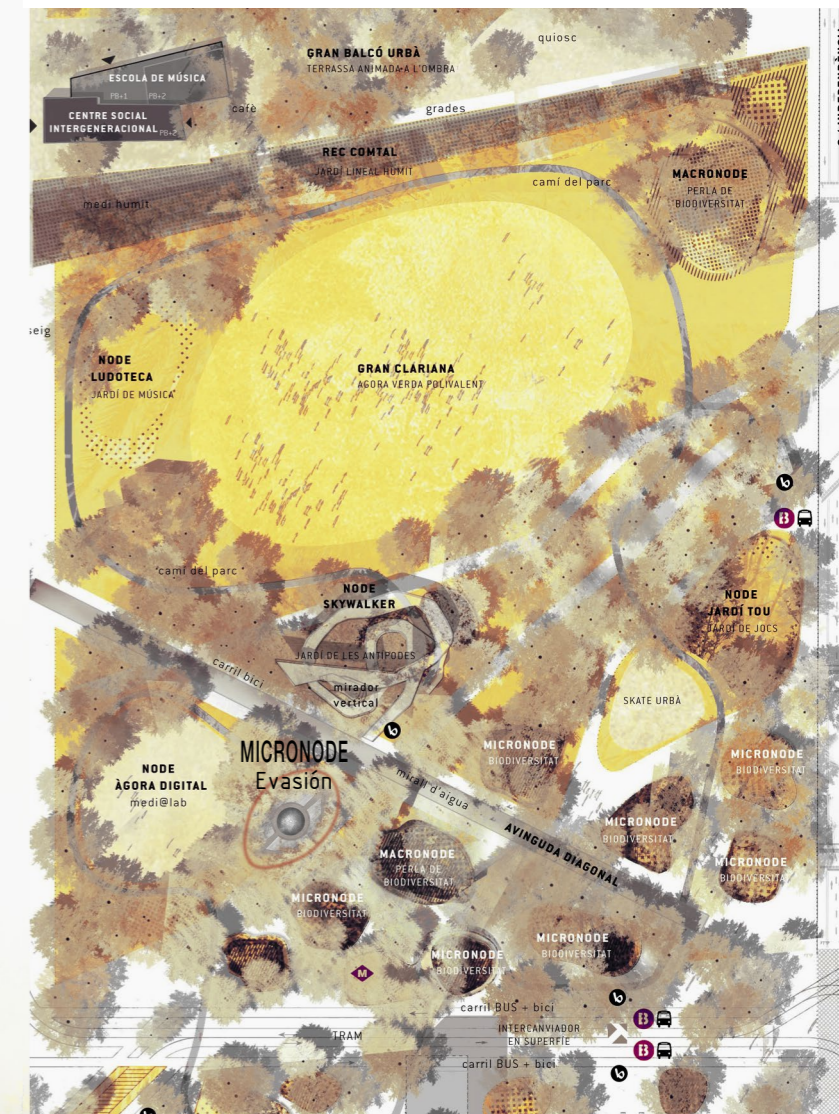 quiosc
GRAN BALCÓ URBÀ
TERRASSA ANIMADA A L'OMBRA
ESCOLA DE MÚSICA
PB+1 PB+2
CENTRE SOCIAL
INTERGENERACIONAL PB+2
cafè
grades
REC COMTAL
JARDÍ LINEAL HUMIT
camí del parc
MACRONODE
PERLA DE
BIODIVERSITAT
medi humit
seig
NODE
LUDOTECA
JARDÍ DE MÚSICA
GRAN CLARIANA
AGORA VERDA POLIVALENT
B
camí del parc
NODE
SKYWALKER
JARDÍ DE LES ANTÍPODES
mirador
vertical
NODE
JARDÍ TOU
JARDÍ DE JOCS
carril bici
SKATE URBÀ
MICRONODE
Evasión
NODE
ÀGORA DIGITAL
medi@lab
MICRONODE
BIODIVERSITAT
MICRONODE
BIODIVERSITAT
mirall d'aigua
AVINGUDA DIAGONAL
MICRONODE
BIODIVERSITAT
MACRONODE
PERLA DE
BIODIVERSITAT
MICRONODE
BIODIVERSITAT
MICRONODE
BIODIVERSITAT
MICRONODE
BIODIVERSITAT
MICRONODE
BIODIVERSITAT
M
carril BUS + bici
B
TRAM
INTERCANVIADOR
EN SUPERFÍE
B
carril BUS + bici